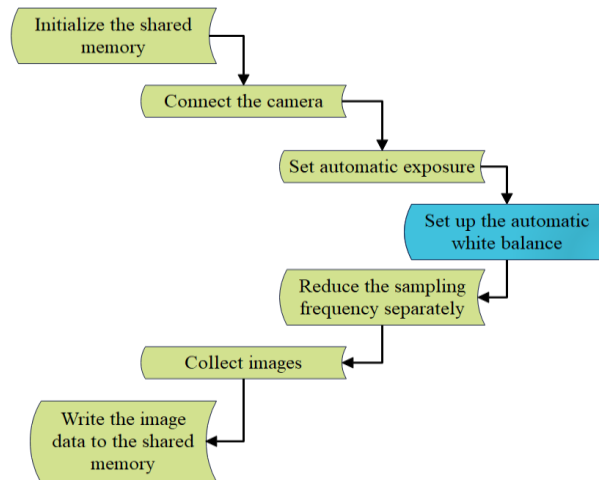 Initialize the shared
memory
Connect the camera
Set automatic exposure
Set up the automatic
white balance
Reduce the sampling
frequency separately
Collect images
Write the image
data to the shared
memory